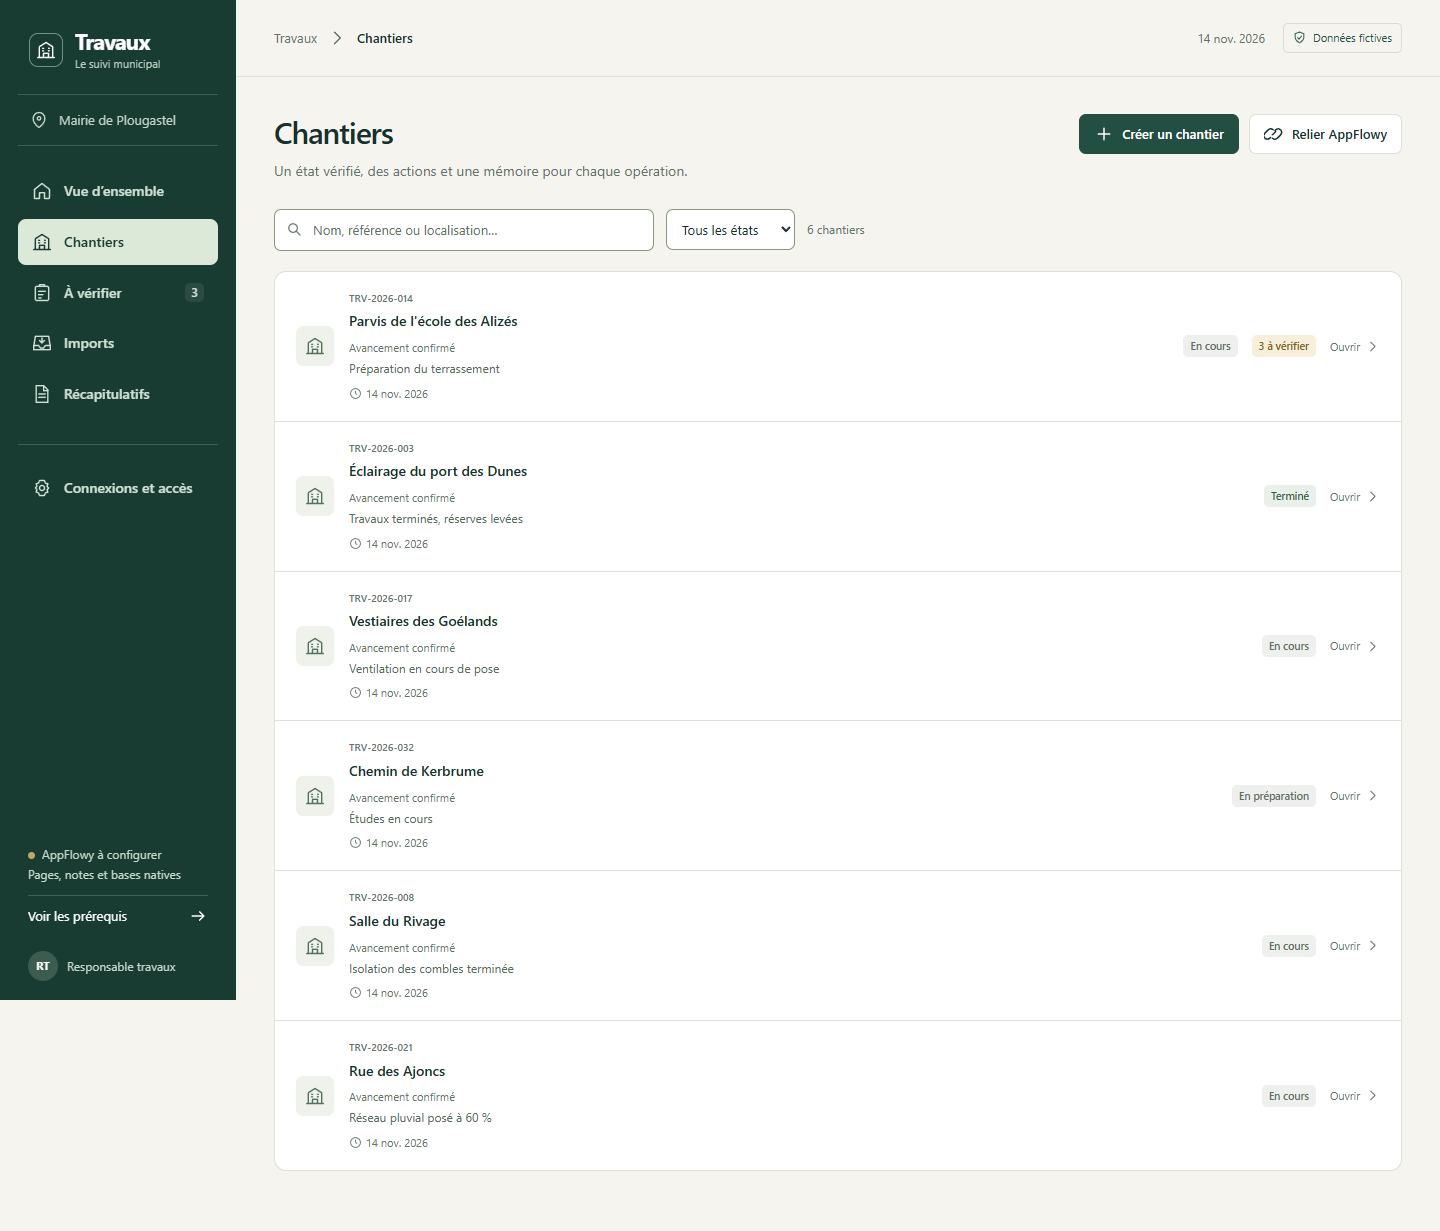 Travaux
Le suivi municipal
Mairie de Plougastel
Vue d’ensemble
Chantiers
À vérifier 3
Imports
Récapitulatifs
Connexions et accès
AppFlowy à configurer
Pages, notes et bases natives
Voir les prérequis
RT Responsable travaux
Travaux Chantiers
14 nov. 2026 Données fictives
Chantiers
Créer un chantier Relier AppFlowy
Un état vérifié, des actions et une mémoire pour chaque opération.
Nom, référence ou localisation… Tous les états 6 chantiers
TRV-2026-014
Parvis de l'école des Alizés
Avancement confirmé
Préparation du terrassement
14 nov. 2026
En cours 3 à vérifier Ouvrir
TRV-2026-003
Éclairage du port des Dunes
Avancement confirmé
Travaux terminés, réserves levées
14 nov. 2026
Terminé Ouvrir
TRV-2026-017
Vestiaires des Goélands
Avancement confirmé
Ventilation en cours de pose
14 nov. 2026
En cours Ouvrir
TRV-2026-032
Chemin de Kerbrume
Avancement confirmé
Études en cours
14 nov. 2026
En préparation Ouvrir
TRV-2026-008
Salle du Rivage
Avancement confirmé
Isolation des combles terminée
14 nov. 2026
En cours Ouvrir
TRV-2026-021
Rue des Ajoncs
Avancement confirmé
Réseau pluvial posé à 60 %
14 nov. 2026
En cours Ouvrir